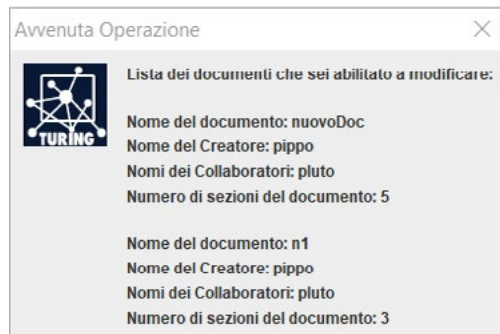 Avvenuta Operazione
Lista dei documenti che sei abilitato a modificare:
TURING
Nome del documento: nuovoDoc
Nome del Creatore: pippo
Nomi dei Collaboratori: pluto
Numero di sezioni del documento: 5
Nome del documento: n1
Nome del Creatore: pippo
Nomi dei Collaboratori: pluto
Numero di sezioni del documento: 3